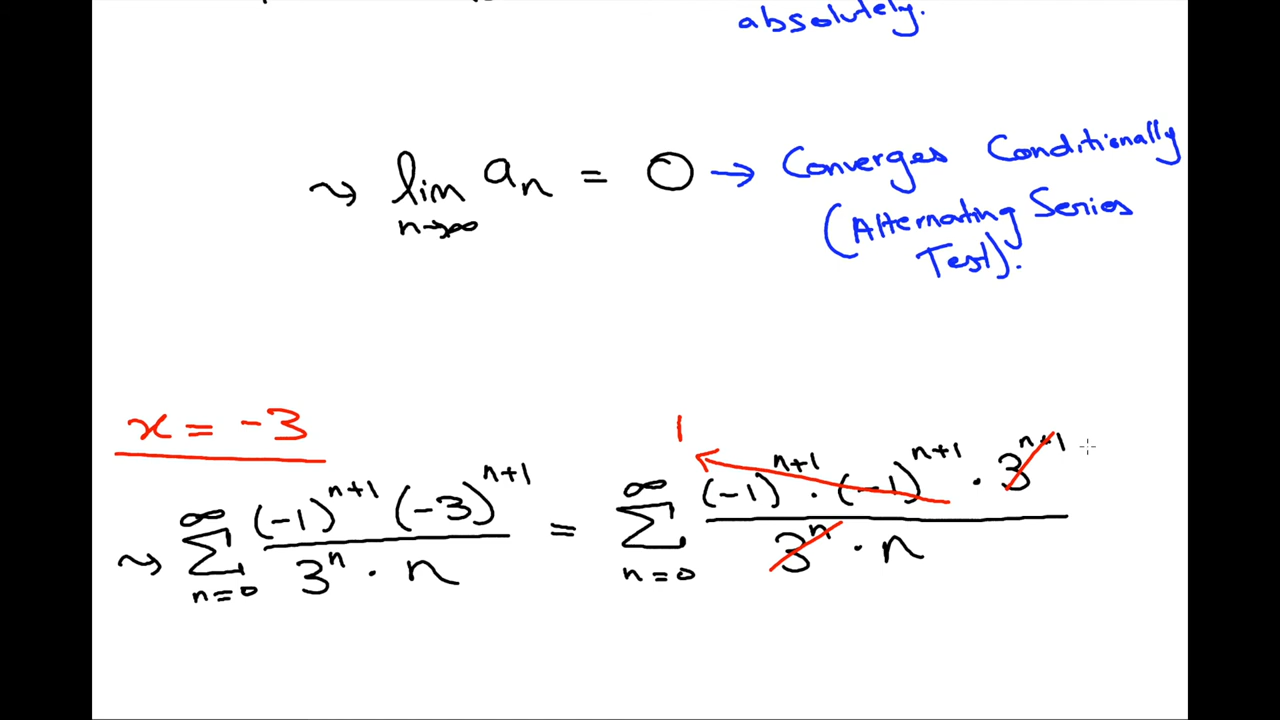 absolutely.
⇝ lim n→∞ aₙ = 0 → Converges Conditionally
(Alternating Series
Test).
x = -3
1
⇝ ∑_{n=0}^{∞} (-1)^{n+1} (-3)^{n+1} / 3^n · n = ∑_{n=0}^{∞} (-1)^{n+1} · (-1)^{n+1} · 3^{n+1} / 3^n · n